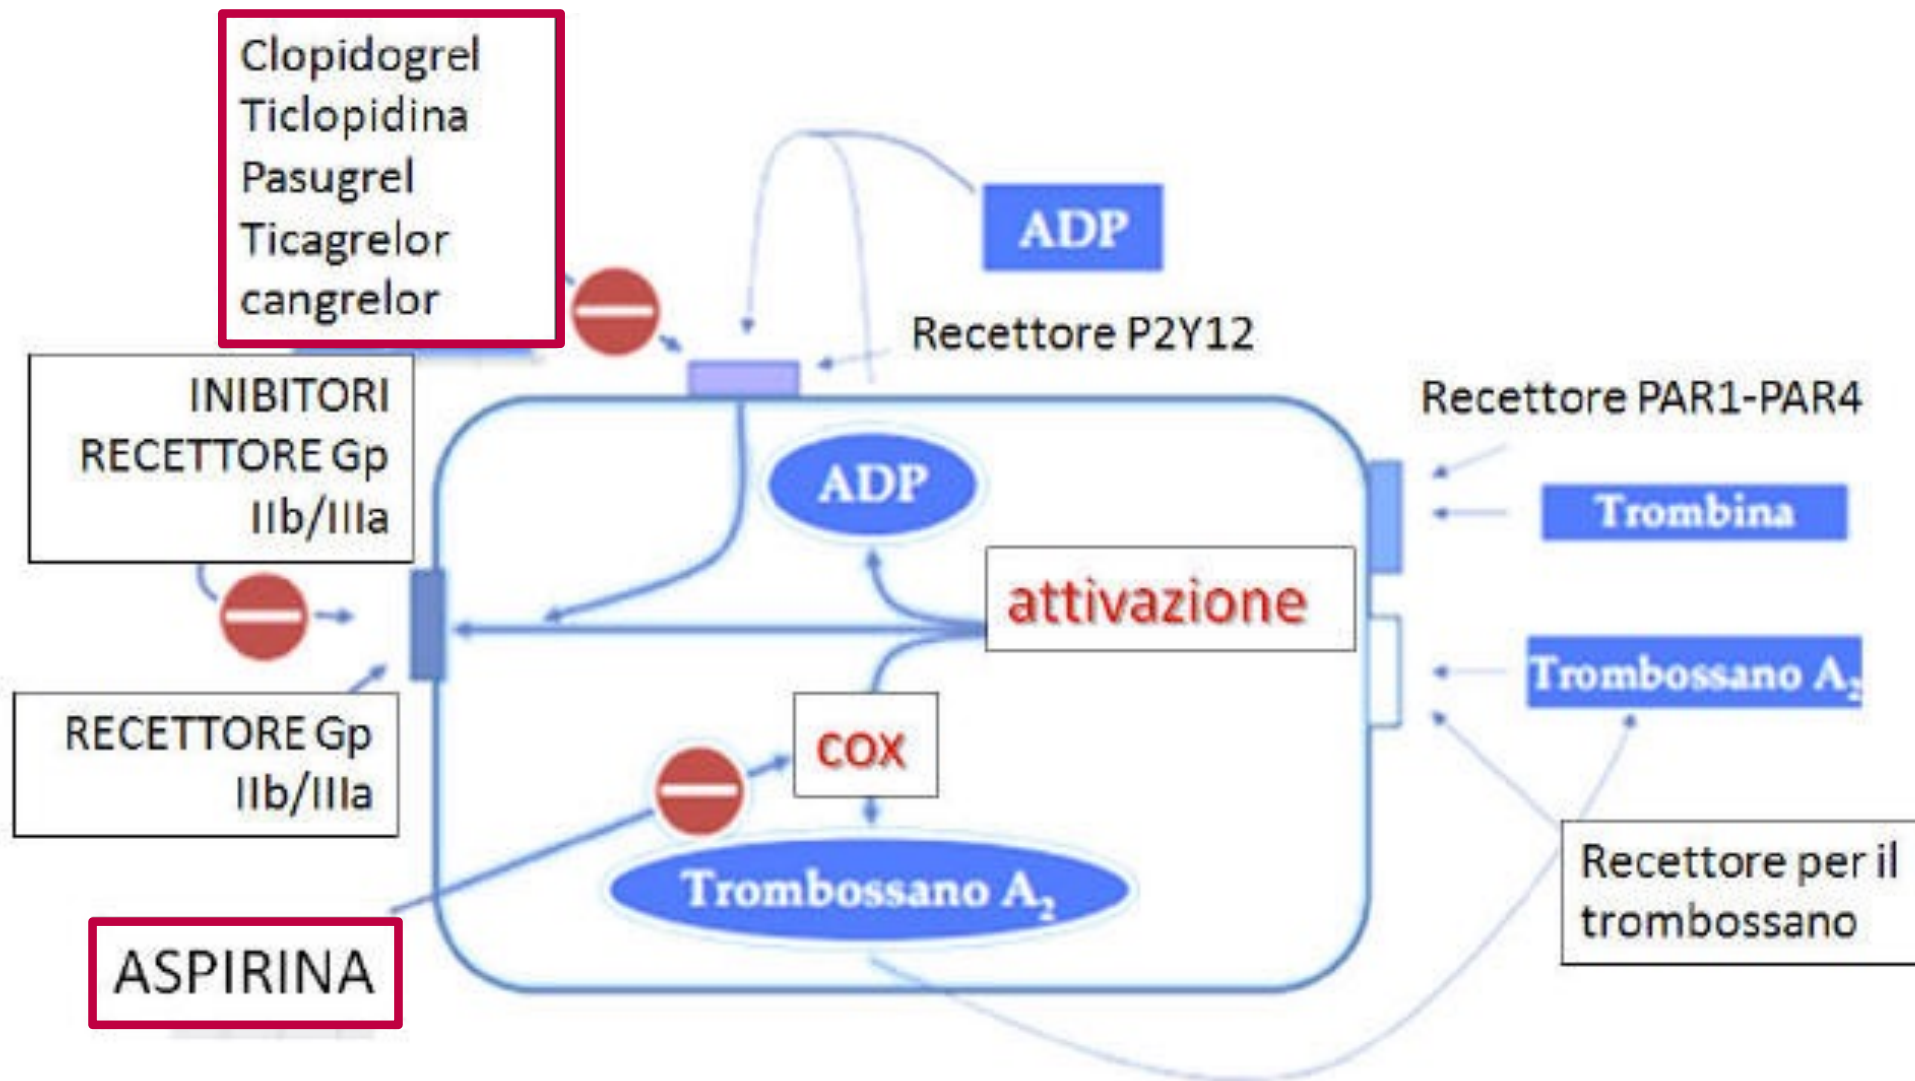 Clopidogrel
Ticlopidina
Pasugrel
Ticagrelor
cangrelor
ADP
Recettore P2Y12
INIBITORI
RECETTORE Gp
IIb/IIIa
Recettore PAR1-PAR4
ADP
Trombina
attivazione
Trombossano A₂
RECETTORE Gp
IIb/IIIa
cox
Trombossano A₂
Recettore per il
trombossano
ASPIRINA